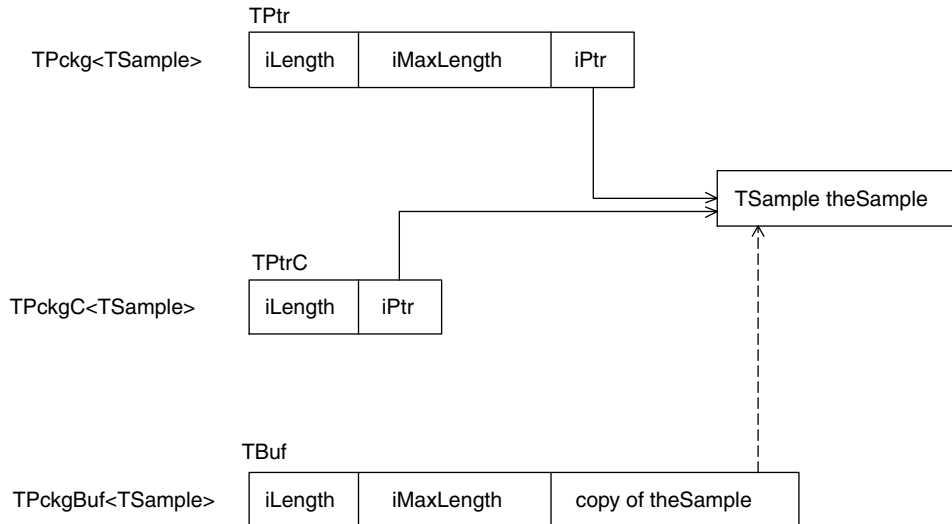 TPtr
TPckg<TSample>
iLength
iMaxLength
iPtr
TSample theSample
TPtrC
TPckgC<TSample>
iLength
iPtr
TBuf
TPckgBuf<TSample>
iLength
iMaxLength
copy of theSample